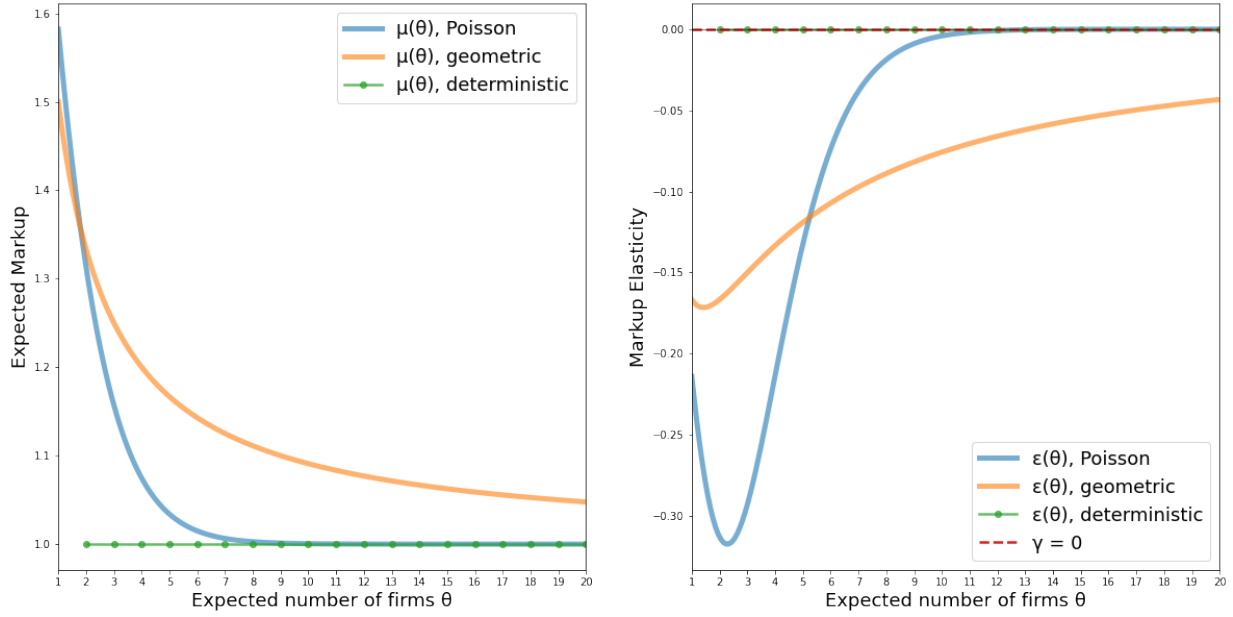 1.6
1.5
1.4
1.3
1.2
1.1
1.0
Expected Markup
μ(θ), Poisson
μ(θ), geometric
μ(θ), deterministic
1 2 3 4 5 6 7 8 9 10 11 12 13 14 15 16 17 18 19 20
Expected number of firms θ
0.00
−0.05
−0.10
−0.15
−0.20
−0.25
−0.30
Markup Elasticity
ε(θ), Poisson
ε(θ), geometric
ε(θ), deterministic
γ = 0
1 2 3 4 5 6 7 8 9 10 11 12 13 14 15 16 17 18 19 20
Expected number of firms θ